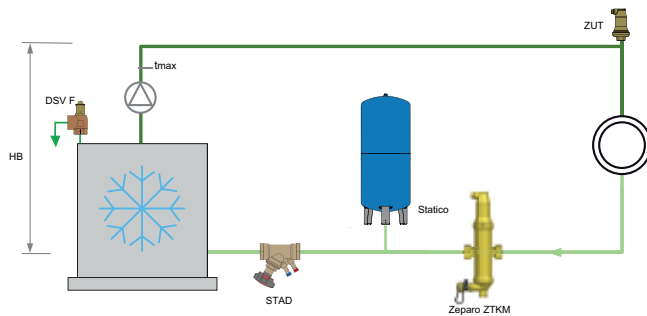 ZUT
tmax
DSV F
HB
Statico
STAD
Zeparo ZTKM